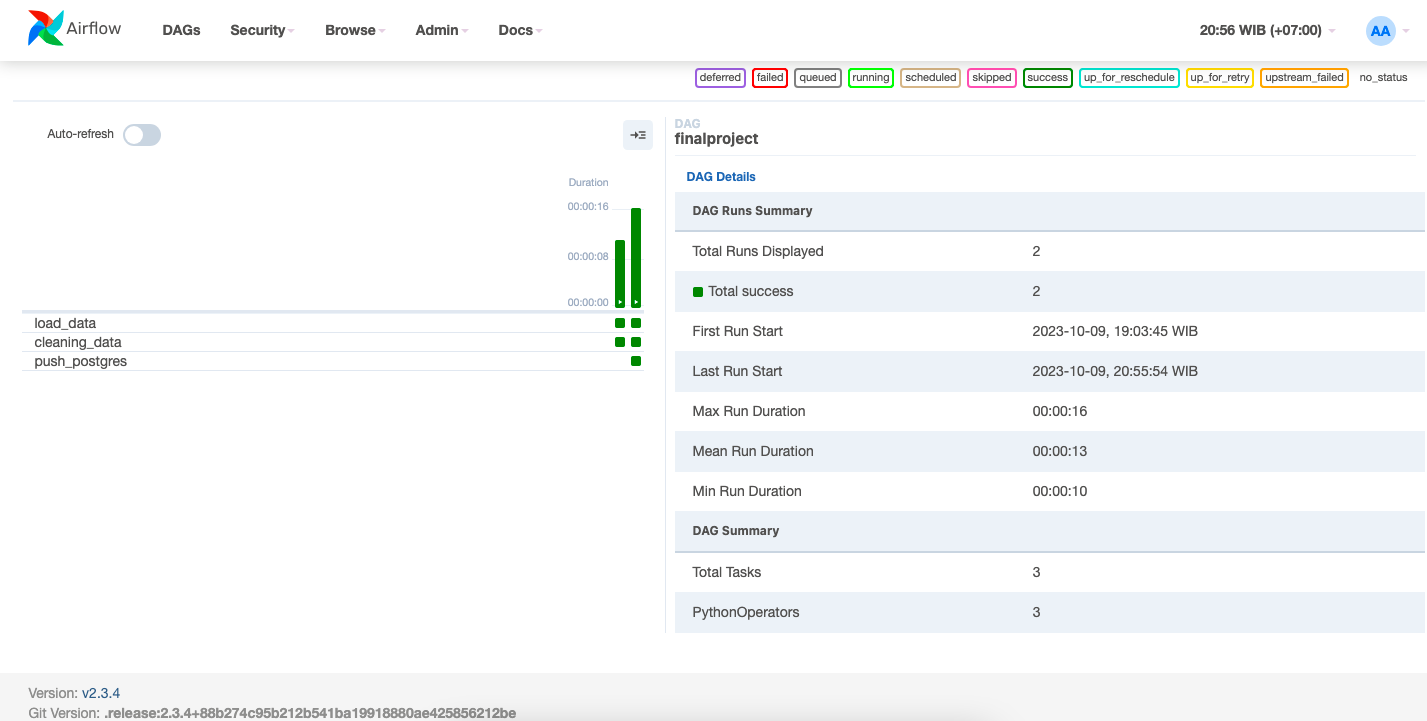 Airflow DAGs Security Browse Admin Docs 20:56 WIB (+07:00) AA
deferred failed queued running scheduled skipped success up_for_reschedule up_for_retry upstream_failed no_status
Auto-refresh
Duration
00:00:16
00:00:08
00:00:00
load_data
cleaning_data
push_postgres
DAG
finalproject
DAG Details
DAG Runs Summary
Total Runs Displayed 2
Total success 2
First Run Start 2023-10-09, 19:03:45 WIB
Last Run Start 2023-10-09, 20:55:54 WIB
Max Run Duration 00:00:16
Mean Run Duration 00:00:13
Min Run Duration 00:00:10
DAG Summary
Total Tasks 3
PythonOperators 3
Version: v2.3.4
Git Version: .release:2.3.4+88b274c95b212b541ba19918880ae425856212be